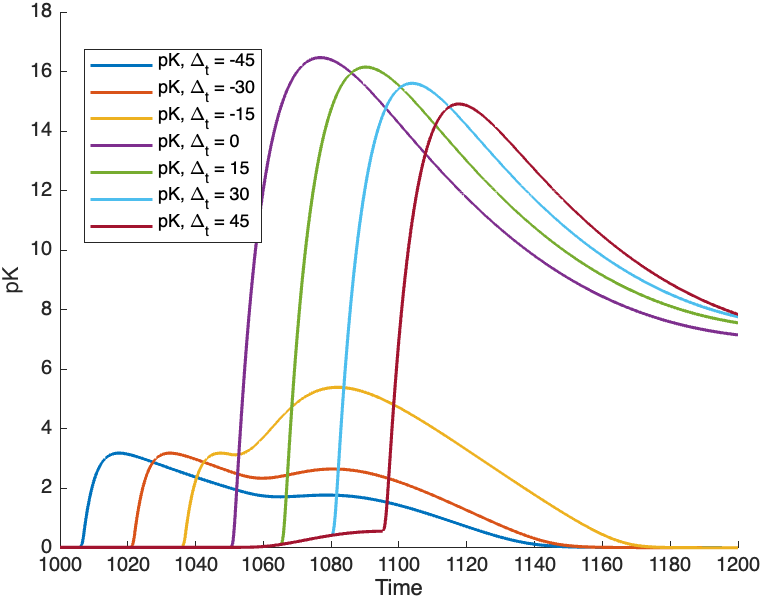 18
16
14
12
10
8
6
4
2
0
pK
pK, Δt = -45
pK, Δt = -30
pK, Δt = -15
pK, Δt = 0
pK, Δt = 15
pK, Δt = 30
pK, Δt = 45
1000 1020 1040 1060 1080 1100 1120 1140 1160 1180 1200
Time